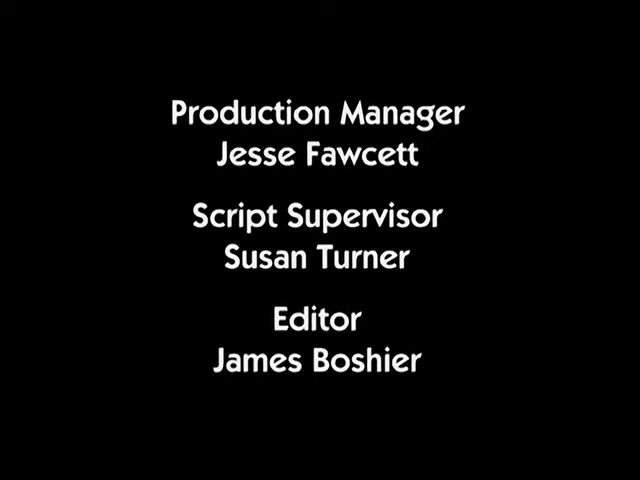 Production Manager
Jesse Fawcett
Script Supervisor
Susan Turner
Editor
James Boshier